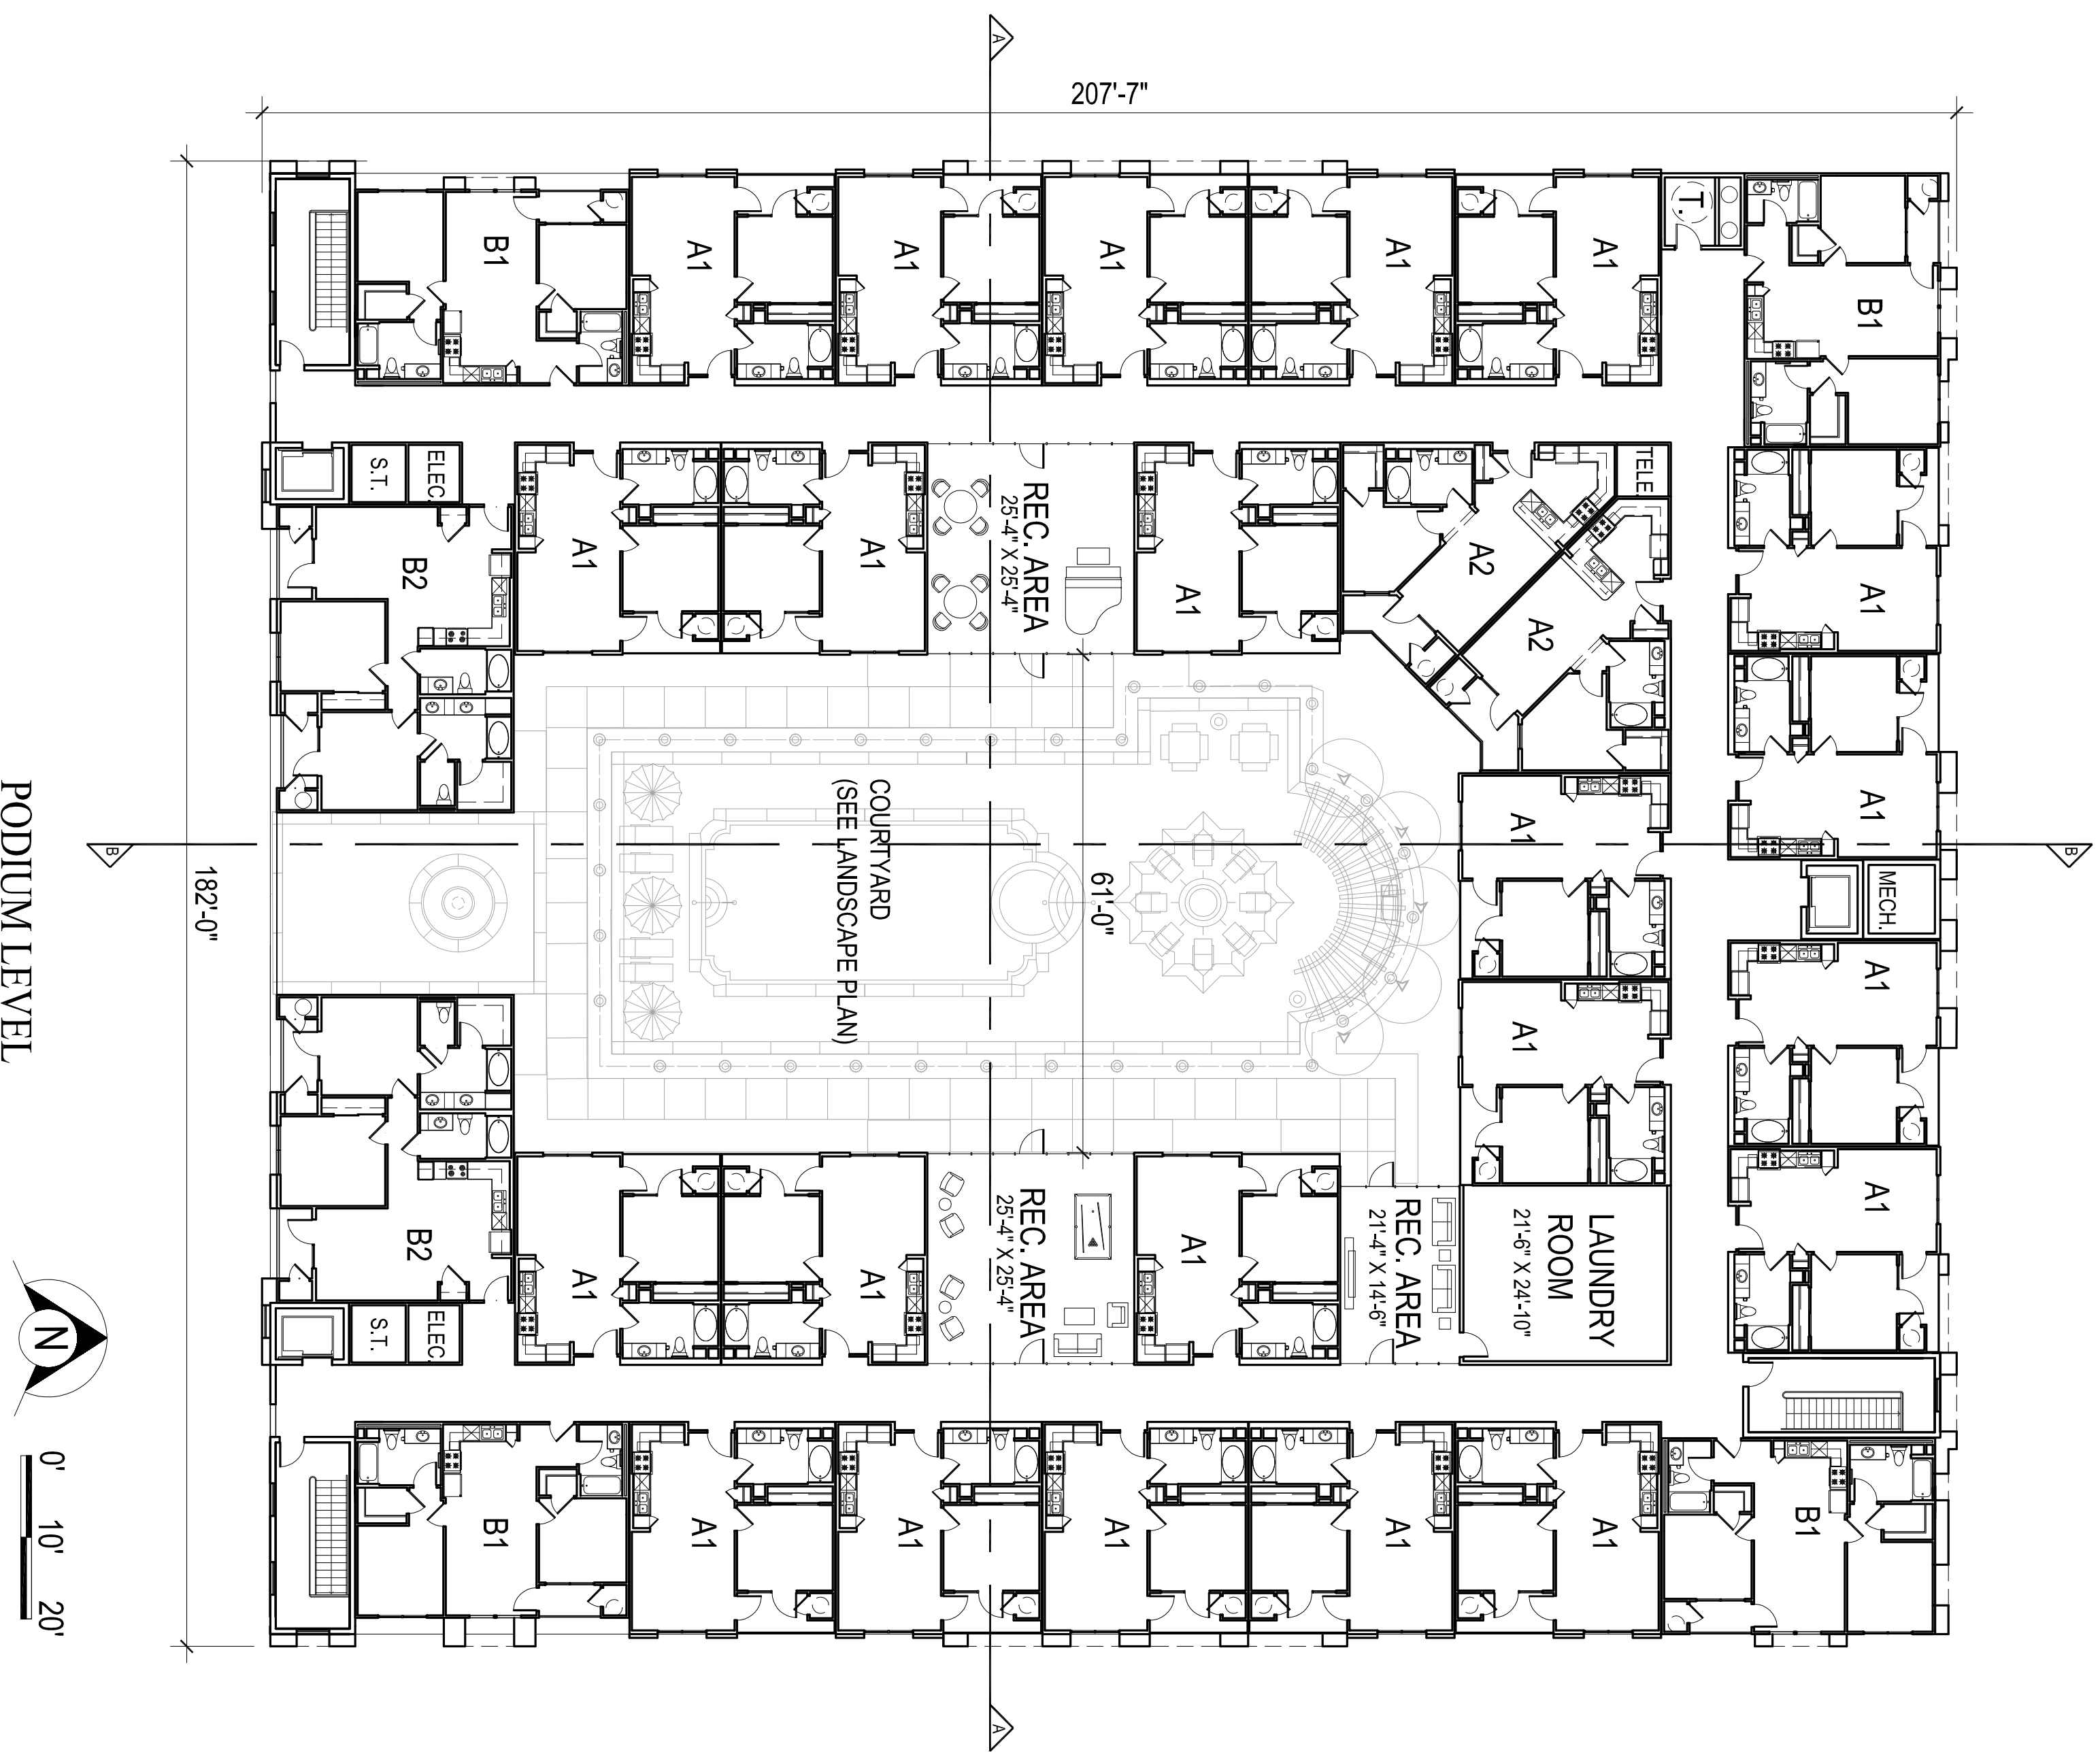 A
207'-7"
T.
B1
A1
A1
A1
A1
A1
B1
ELEC.
S.T.
TELE.
REC. AREA
25'-4" X 25'-4"
B2
A1
A1
A1
A2
A2
A1
A1
A1
B
COURTYARD
(SEE LANDSCAPE PLAN)
61'-0"
182'-0"
B
MECH.
PODIUM LEVEL
A1
A1
A1
B2
A1
A1
REC. AREA
25'-4" X 25'-4"
A1
REC. AREA
21'-4" X 14'-6"
LAUNDRY
ROOM
21'-6" X 24'-10"
ELEC.
S.T.
N
0' 10' 20'
B1
A1
A1
A1
A1
A1
B1
A